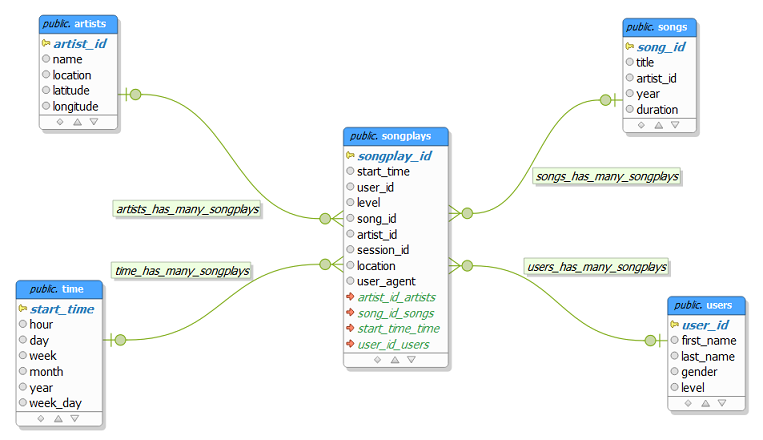 public. artists
artist_id
name
location
latitude
longitude
public. songs
song_id
title
artist_id
year
duration
public. songplays
songplay_id
start_time
user_id
level
song_id
artist_id
session_id
location
user_agent
artist_id_artists
song_id_songs
start_time_time
user_id_users
artists_has_many_songplays
songs_has_many_songplays
time_has_many_songplays
users_has_many_songplays
public. time
start_time
hour
day
week
month
year
week_day
public. users
user_id
first_name
last_name
gender
level